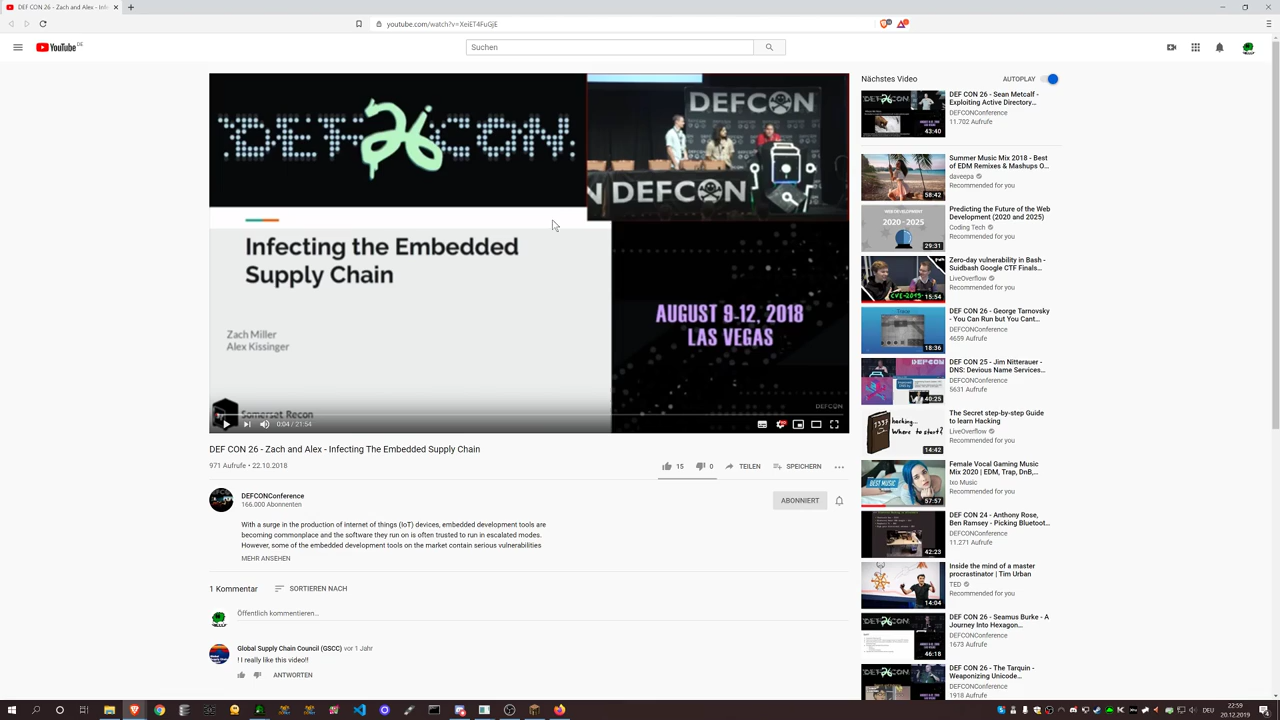 DEF CON 26 - Zach and Alex - Infe
youtube.com/watch?v=XeiET4FuGjE
YouTube DE
Suchen
DEF CON
DEFCON
DEFCON
Infecting the Embedded
Supply Chain
Zach Miller
Alex Kissinger
Somerset Recon
AUGUST 9-12, 2018
LAS VEGAS
DEFCON
0:04 / 21:54
DEF CON 26 - Zach and Alex - Infecting The Embedded Supply Chain
971 Aufrufe • 22.10.2018
15
0
TEILEN
SPEICHERN
DEFCONConference
166.000 Abonnenten
ABONNIERT
With a surge in the production of internet of things (IoT) devices, embedded development tools are
becoming commonplace and the software they run on is often trusted to run in escalated modes.
However, some of the embedded development tools on the market contain serious vulnerabilities
MEHR ANSEHEN
1 Kommentar
SORTIEREN NACH
Öffentlich kommentieren...
Global Supply Chain Council (GSCC) vor 1 Jahr
! I really like this video!!
ANTWORTEN
Nächstes Video
AUTOPLAY
43:40
DEF CON 26 - Sean Metcalf -
Exploiting Active Directory...
DEFCONConference
11.702 Aufrufe
58:42
Summer Music Mix 2018 - Best
of EDM Remixes & Mashups O...
daveepa
Recommended for you
WEB DEVELOPMENT
2020 - 2025
29:31
Predicting the Future of the Web
Development (2020 and 2025)
Coding Tech
Recommended for you
15:54
Zero-day vulnerability in Bash -
Suidbash Google CTF Finals...
LiveOverflow
Recommended for you
18:36
DEF CON 26 - George Tarnovsky
- You Can Run but You Cant...
DEFCONConference
4659 Aufrufe
40:25
DEF CON 25 - Jim Nitterauer -
DNS: Devious Name Services...
DEFCONConference
5631 Aufrufe
hacking...
Where to start?
14:42
The Secret step-by-step Guide
to learn Hacking
LiveOverflow
Recommended for you
BEST MUSIC
57:57
Female Vocal Gaming Music
Mix 2020 | EDM, Trap, DnB,...
Ixo Music
Recommended for you
42:23
DEF CON 24 - Anthony Rose,
Ben Ramsey - Picking Bluetoot...
DEFCONConference
11.271 Aufrufe
14:04
Inside the mind of a master
procrastinator | Tim Urban
TED
Recommended for you
46:18
DEF CON 26 - Seamus Burke - A
Journey Into Hexagon...
DEFCONConference
1673 Aufrufe
DEF CON 26 - The Tarquin -
Weaponizing Unicode...
DEFCONConference
1918 Aufrufe
DEU
22:59
20.12.2019